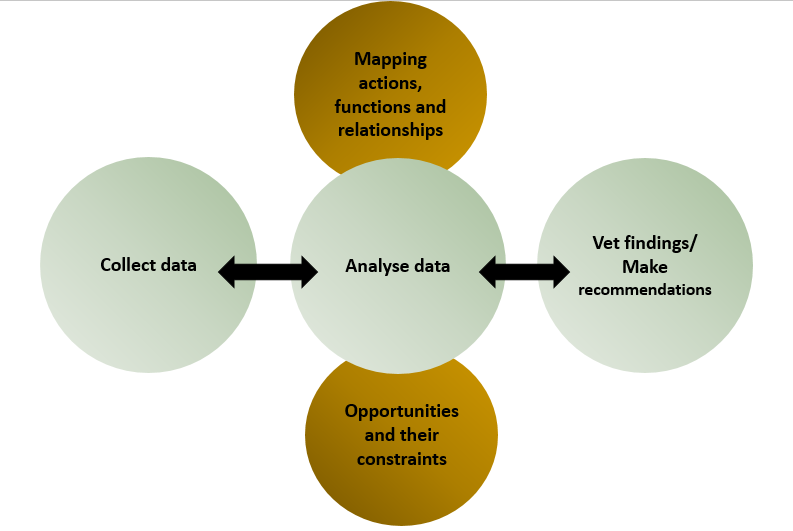 Mapping
actions,
functions and
relationships
Collect data
Analyse data
Vet findings/
Make
recommendations
Opportunities
and their
constraints